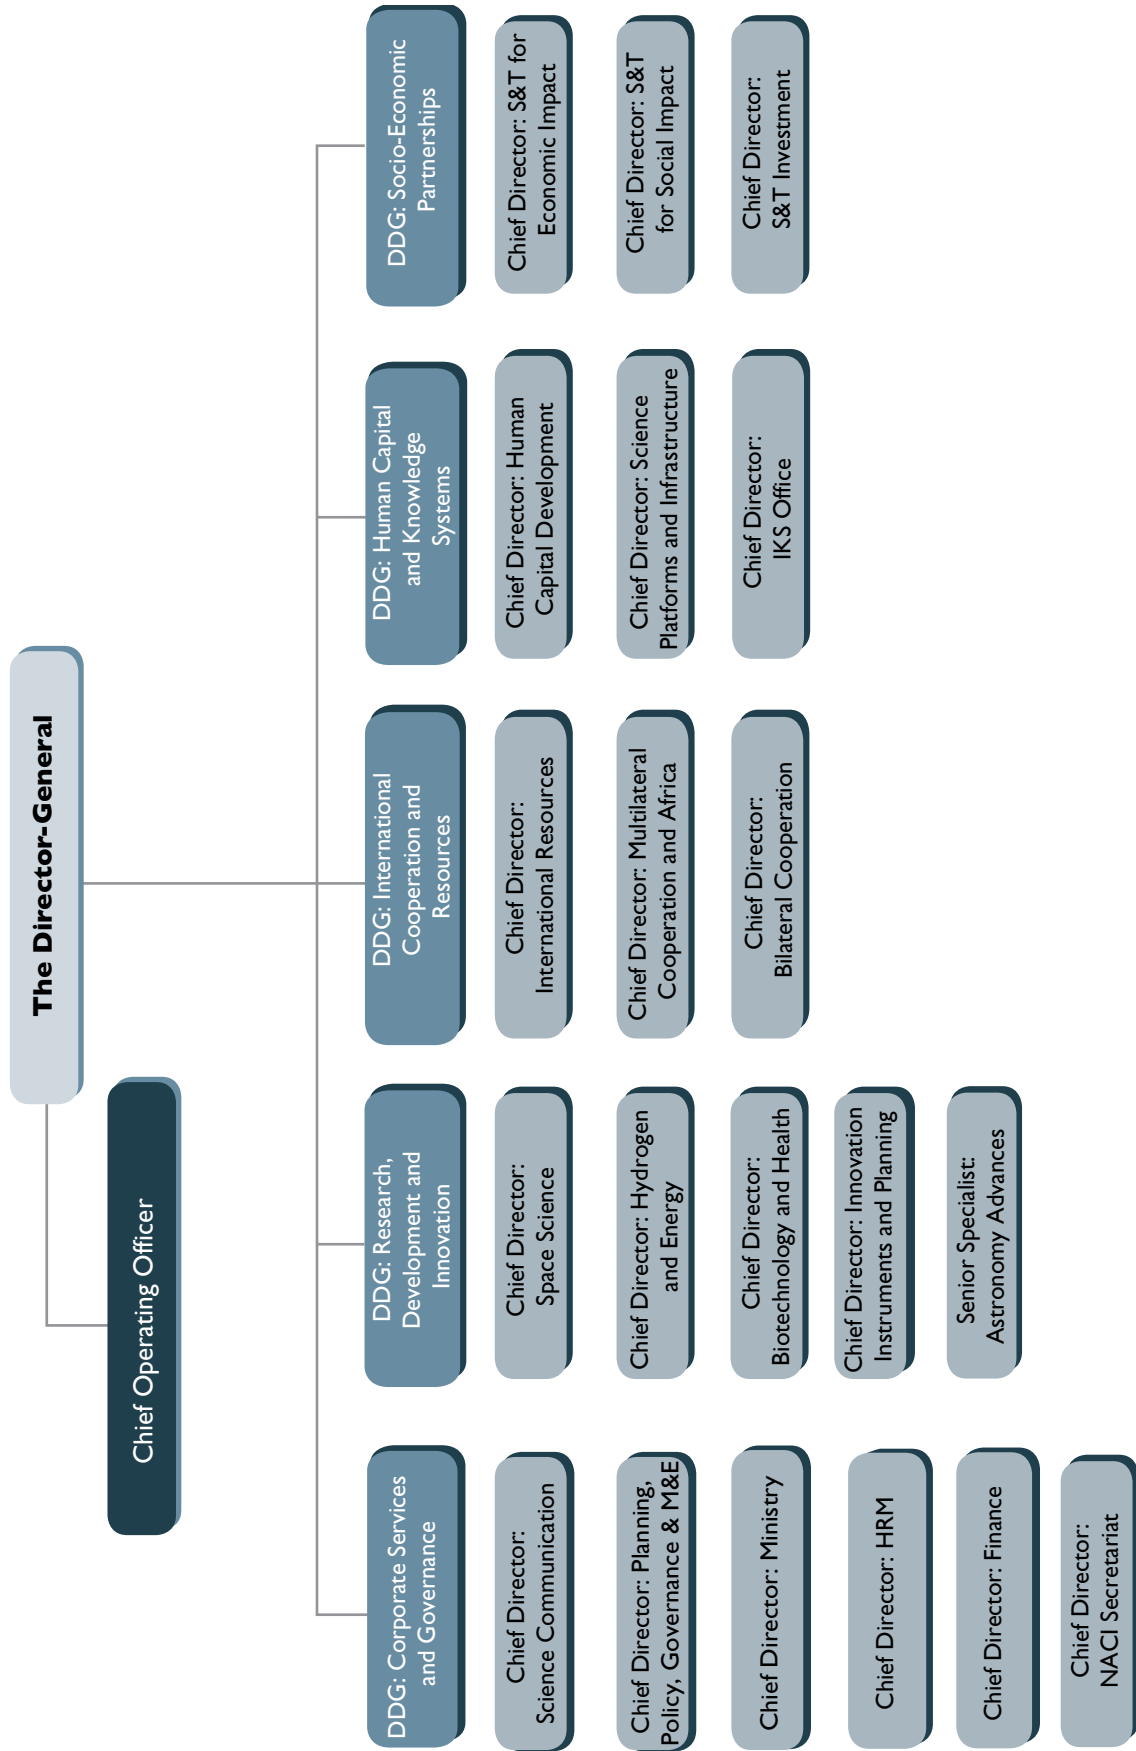 The Director-General
Chief Operating Officer
DDG: Corporate Services
and Governance
Chief Director:
Science Communication
Chief Director: Planning,
Policy, Governance & M&E
Chief Director: Ministry
Chief Director: HRM
Chief Director: Finance
Chief Director:
NACI Secretariat
DDG: Research,
Development and
Innovation
Chief Director:
Space Science
Chief Director: Hydrogen
and Energy
Chief Director:
Biotechnology and Health
Chief Director: Innovation
Instruments and Planning
Senior Specialist:
Astronomy Advances
DDG: International
Cooperation and
Resources
Chief Director:
International Resources
Chief Director: Multilateral
Cooperation and Africa
Chief Director:
Bilateral Cooperation
DDG: Human Capital
and Knowledge
Systems
Chief Director: Human
Capital Development
Chief Director: Science
Platforms and Infrastructure
Chief Director:
IKS Office
DDG: Socio-Economic
Partnerships
Chief Director: S&T for
Economic Impact
Chief Director: S&T
for Social Impact
Chief Director:
S&T Investment